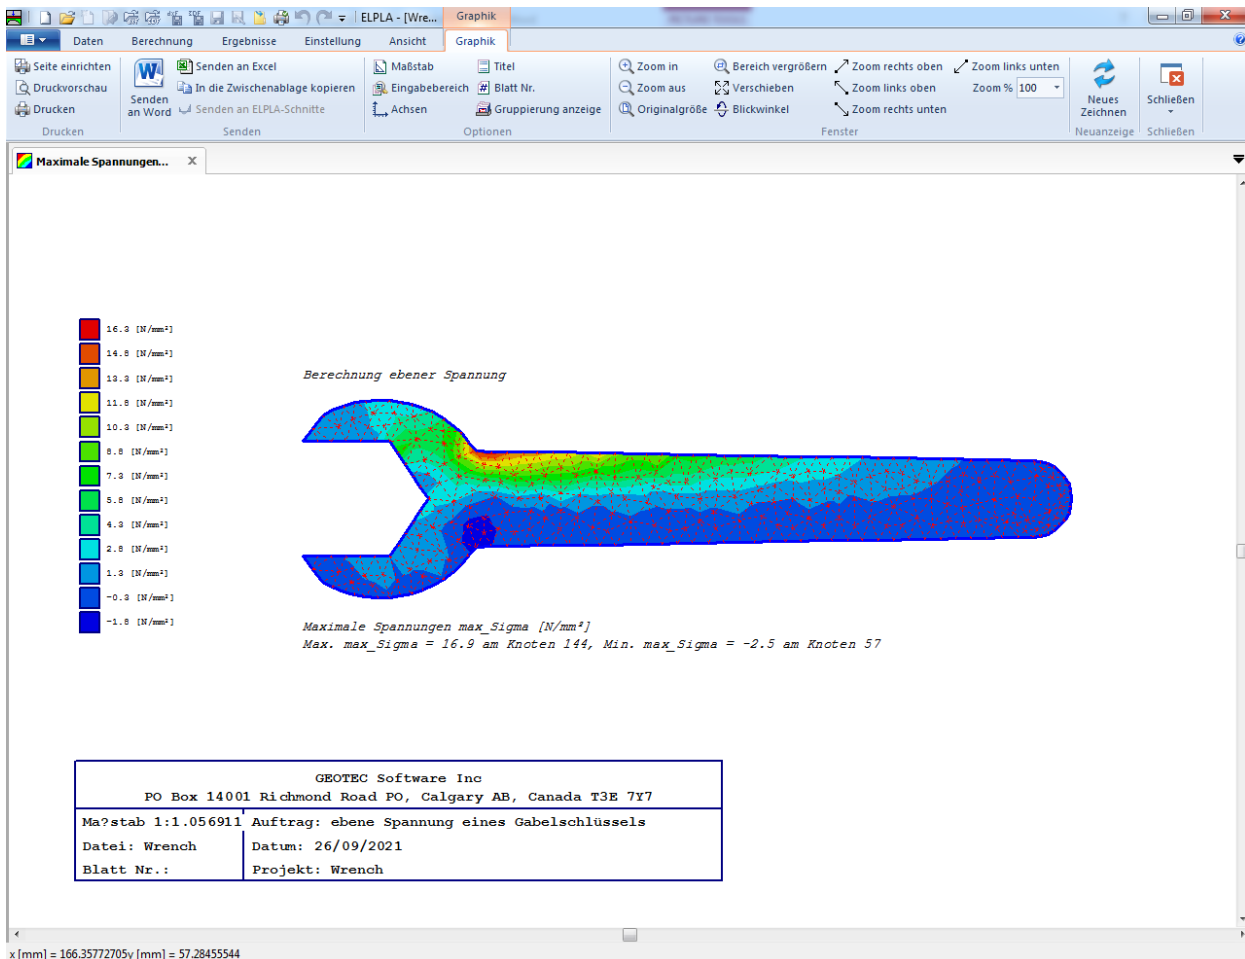 ELPLA - [Wre... Graphik
Daten Berechnung Ergebnisse Einstellung Ansicht Graphik
Seite einrichten Senden an Excel Maßstab Titel Zoom in Bereich vergrößern Zoom rechts oben Zoom links unten
Druckvorschau In die Zwischenablage kopieren Eingabebereich Blatt Nr. Zoom aus Verschieben Zoom links oben Zoom % 100
Drucken Senden an Word Senden an ELPLA-Schnitte Achsen Gruppierung anzeige Originalgröße Blickwinkel Zoom rechts unten Neues Zeichnen Schließen
Drucken Senden Optionen Fenster Neuanzeige Schließen
Maximale Spannungen... X
16.3 [N/mm²]
14.8 [N/mm²]
13.3 [N/mm²]
11.8 [N/mm²]
10.3 [N/mm²]
8.8 [N/mm²]
7.3 [N/mm²]
5.8 [N/mm²]
4.3 [N/mm²]
2.8 [N/mm²]
1.3 [N/mm²]
-0.3 [N/mm²]
-1.8 [N/mm²]
Berechnung ebener Spannung
Maximale Spannungen max_Sigma [N/mm²]
Max. max_Sigma = 16.9 am Knoten 144, Min. max_Sigma = -2.5 am Knoten 57
GEOTEC Software Inc
PO Box 14001 Richmond Road PO, Calgary AB, Canada T3E 7Y7
Ma?stab 1:1.056911 Auftrag: ebene Spannung eines Gabelschlüssels
Datei: Wrench Datum: 26/09/2021
Blatt Nr.: Projekt: Wrench
x [mm] = 166.35772705y [mm] = 57.28455544